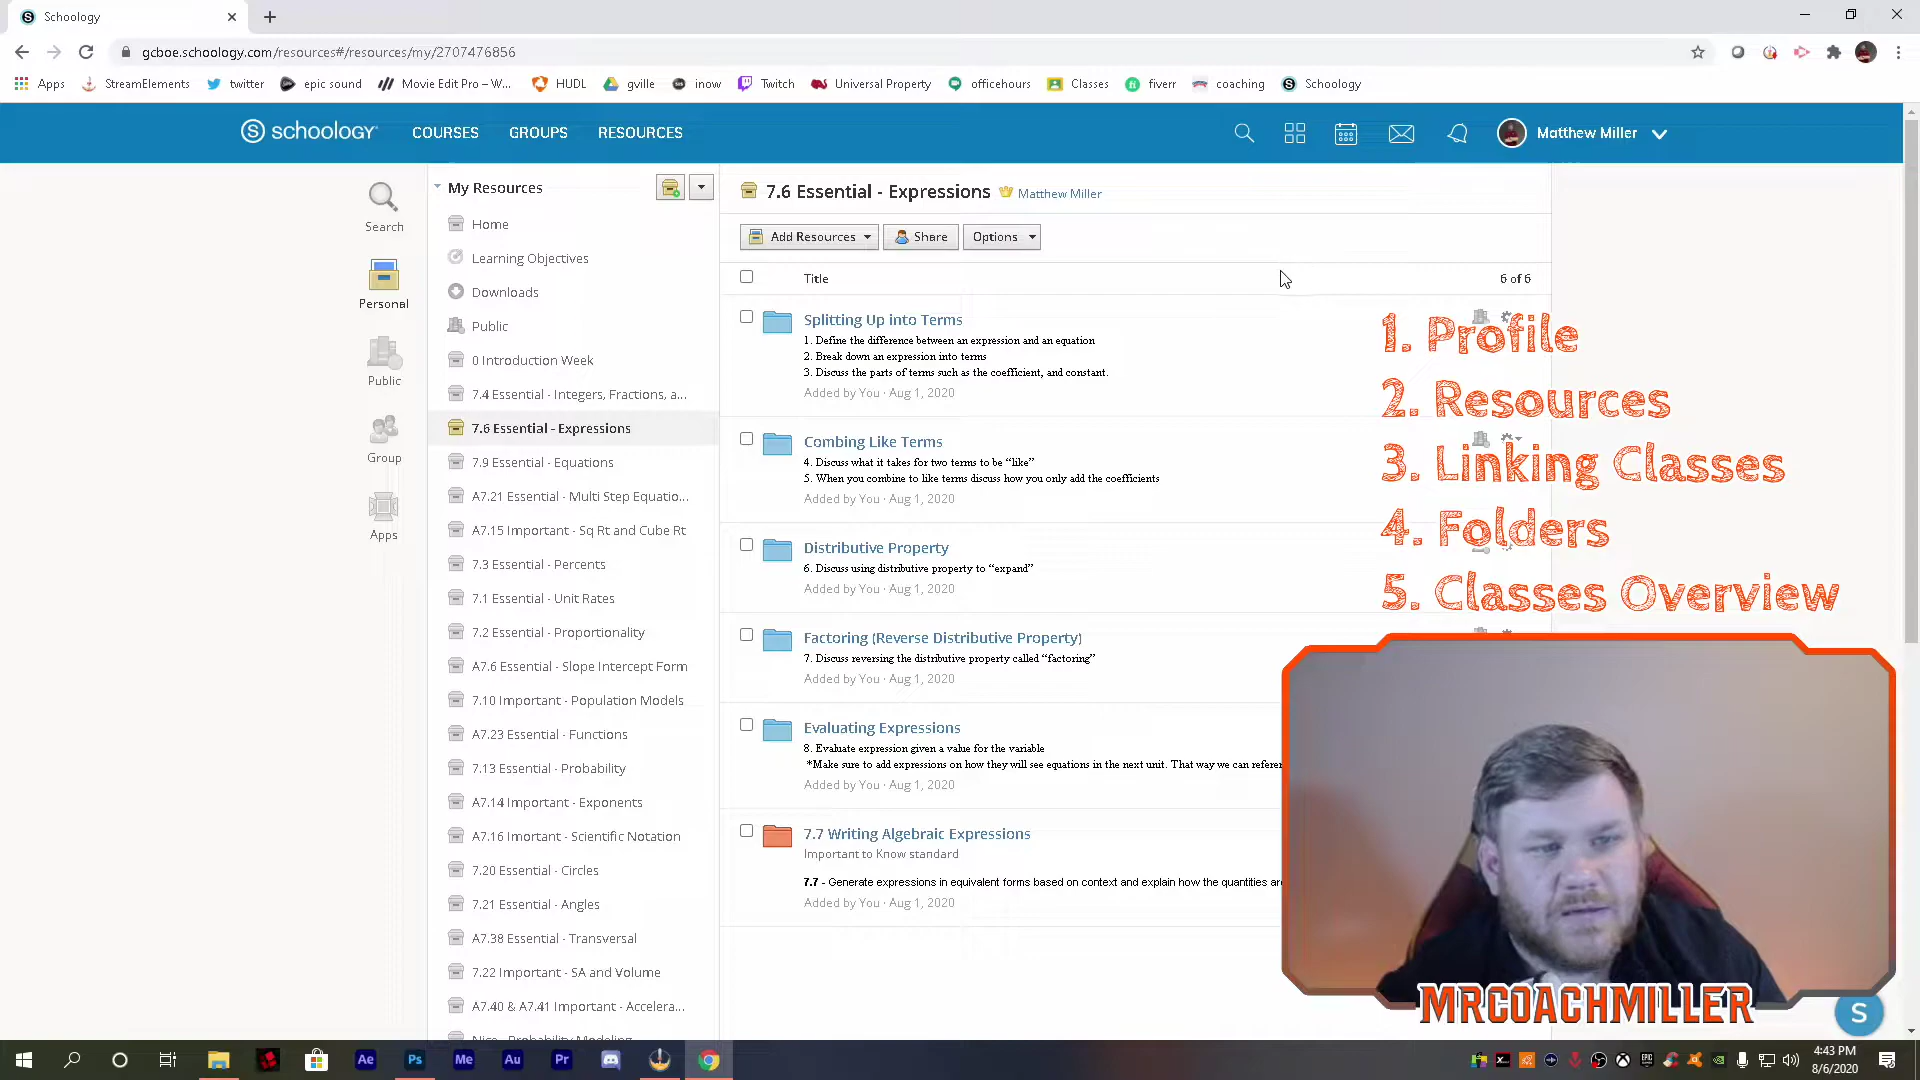 Schoology
gcboe.schoology.com/resources#/resources/my/2707476856
Apps
StreamElements
twitter
epic sound
Movie Edit Pro – W...
HUDL
gville
inow
Twitch
Universal Property
officehours
Classes
fiverr
coaching
Schoology
schoology
COURSES
GROUPS
RESOURCES
Matthew Miller
Search
Personal
Public
Group
Apps
My Resources
Home
Learning Objectives
Downloads
Public
0 Introduction Week
7.4 Essential - Integers, Fractions, a...
7.6 Essential - Expressions
7.9 Essential - Equations
A7.21 Essential - Multi Step Equatio...
A7.15 Important - Sq Rt and Cube Rt
7.3 Essential - Percents
7.1 Essential - Unit Rates
7.2 Essential - Proportionality
A7.6 Essential - Slope Intercept Form
7.10 Important - Population Models
A7.23 Essential - Functions
7.13 Essential - Probability
A7.14 Important - Exponents
A7.16 Imortant - Scientific Notation
7.20 Essential - Circles
7.21 Essential - Angles
A7.38 Essential - Transversal
7.22 Important - SA and Volume
A7.40 & A7.41 Important - Accelera...
7.6 Essential - Expressions Matthew Miller
Add Resources
Share
Options
Title
6 of 6
Splitting Up into Terms
1. Define the difference between an expression and an equation
2. Break down an expression into terms
3. Discuss the parts of terms such as the coefficient, and constant.
Added by You · Aug 1, 2020
Combing Like Terms
4. Discuss what it takes for two terms to be “like”
5. When you combine to like terms discuss how you only add the coefficients
Added by You · Aug 1, 2020
Distributive Property
6. Discuss using distributive property to “expand”
Added by You · Aug 1, 2020
Factoring (Reverse Distributive Property)
7. Discuss reversing the distributive property called “factoring”
Added by You · Aug 1, 2020
Evaluating Expressions
8. Evaluate expression given a value for the variable
*Make sure to add expressions on how they will see equations in the next unit. That way we can refere
Added by You · Aug 1, 2020
7.7 Writing Algebraic Expressions
Important to Know standard
7.7 - Generate expressions in equivalent forms based on context and explain how the quantities are
Added by You · Aug 1, 2020
1. Profile
2. Resources
3. Linking Classes
4. Folders
5. Classes Overview
MRCOACHMILLER
S
Ae
Ps
Me
Au
Pr
4:43 PM
8/6/2020